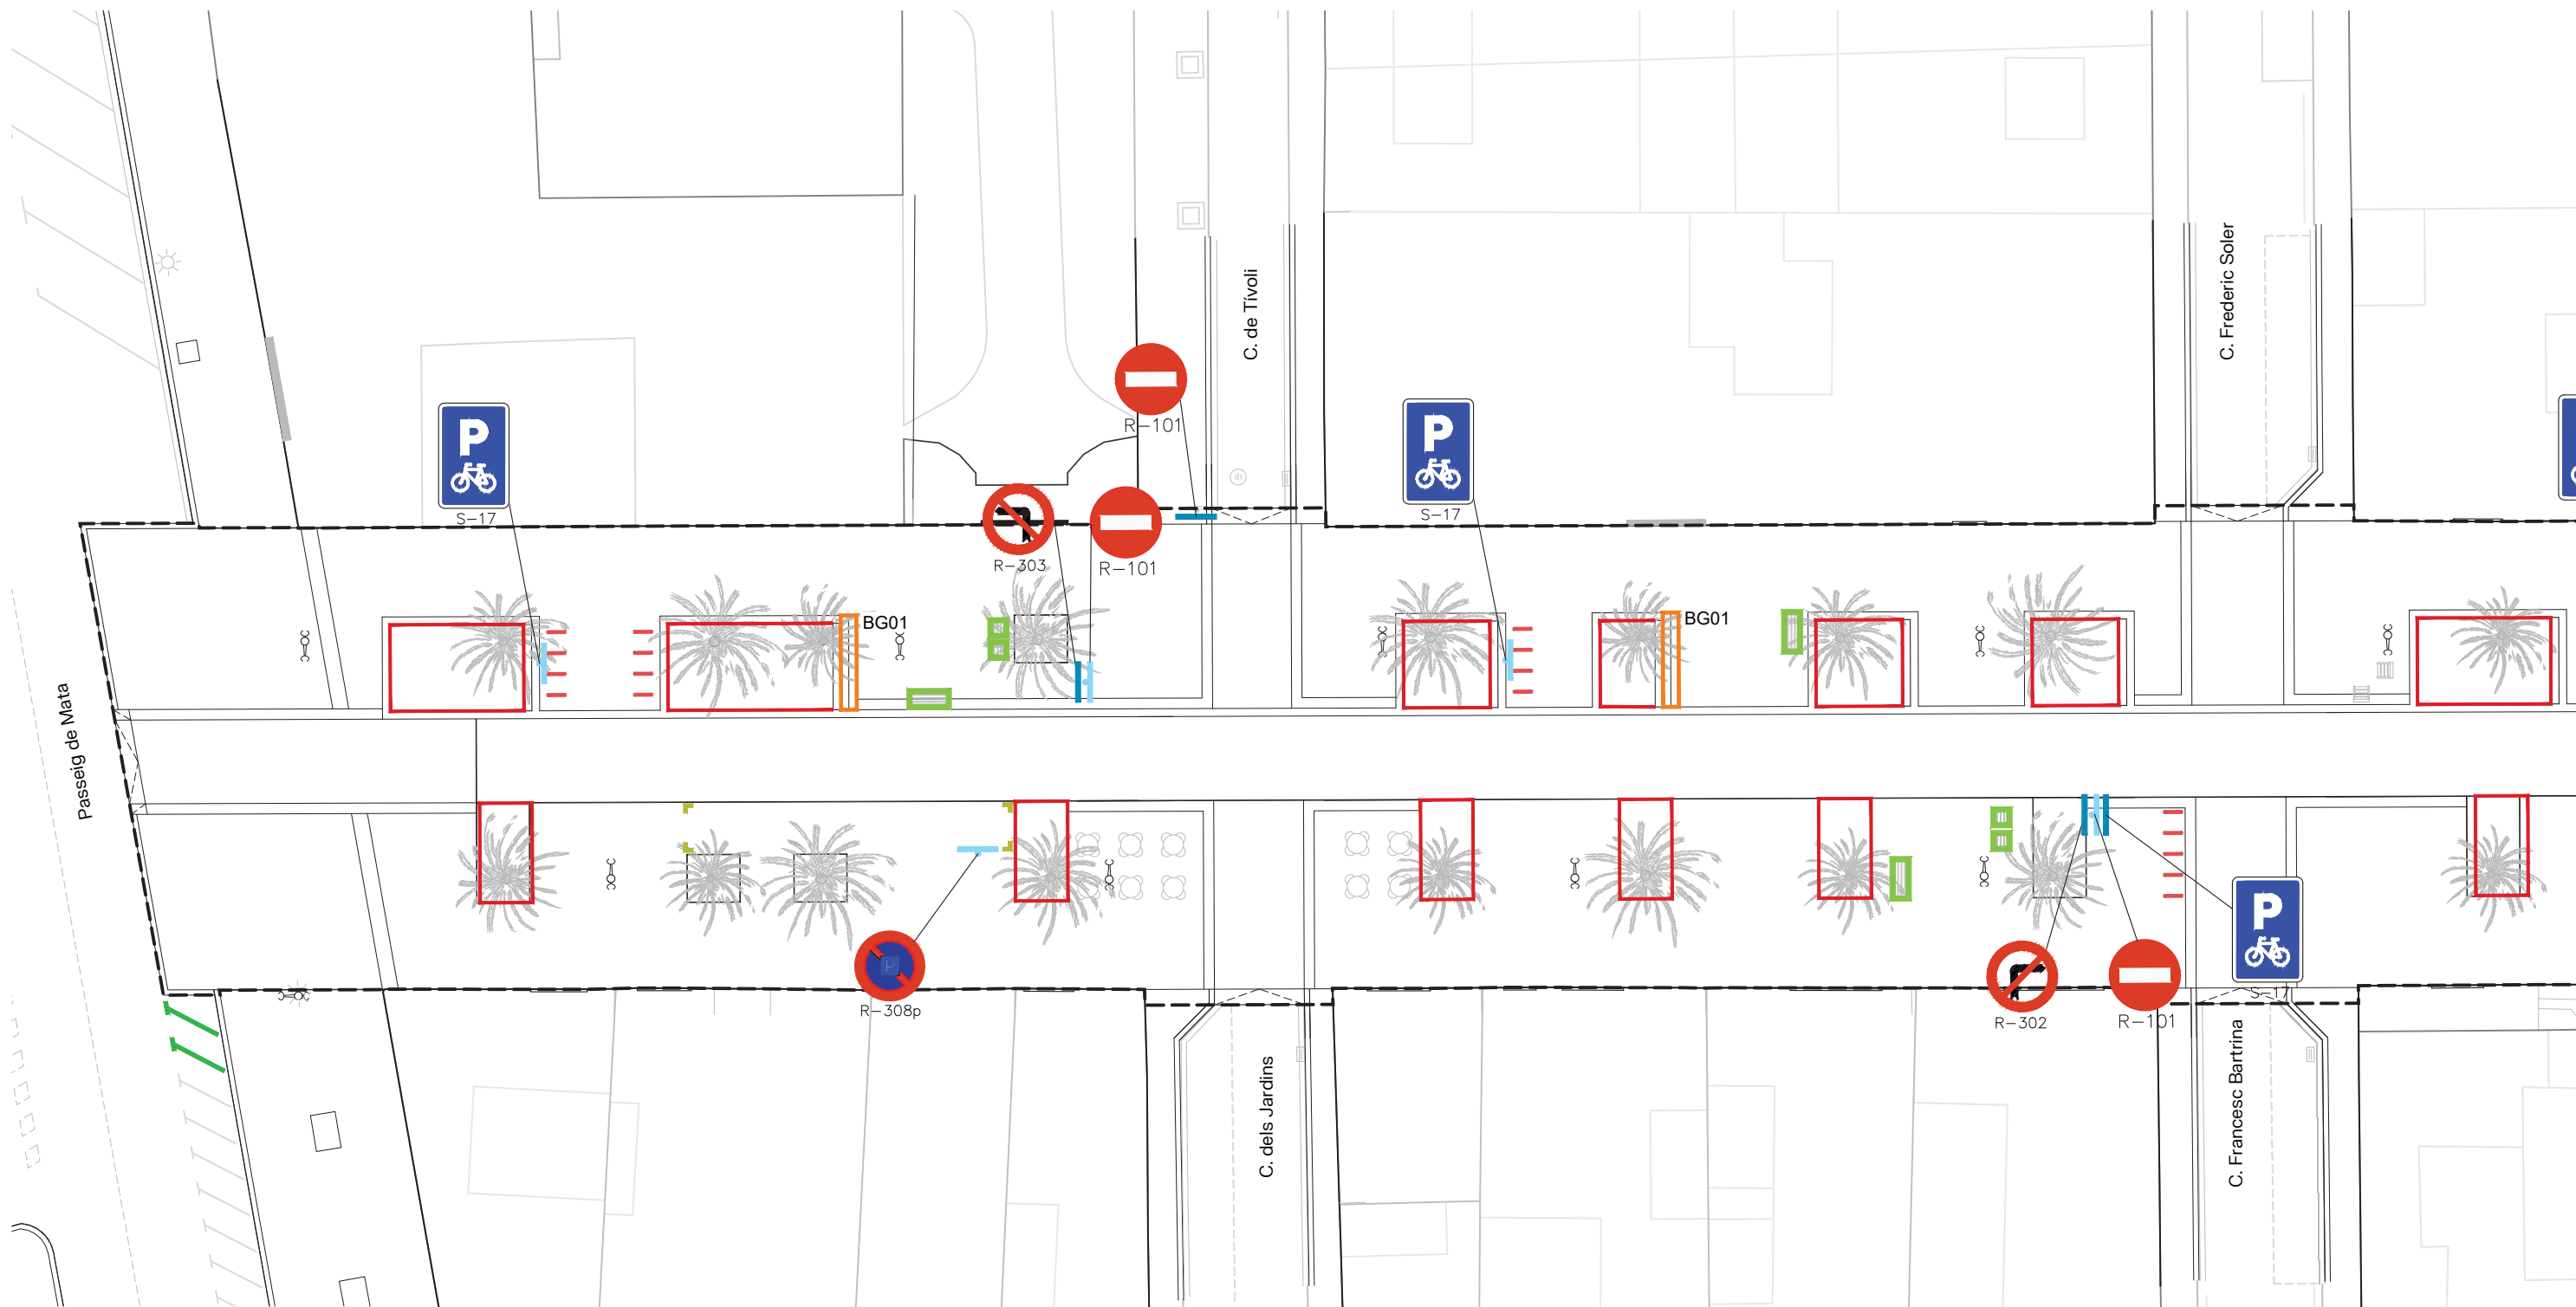 C. de Tívoli
C. Frederic Soler
R-101
P
S-17
P
S-17
R-303
R-101
BG01
BG01
Passeig de Mata
P
R-308p
R-302
R-101
P
S-17
C. dels Jardins
C. Francesc Bartrina